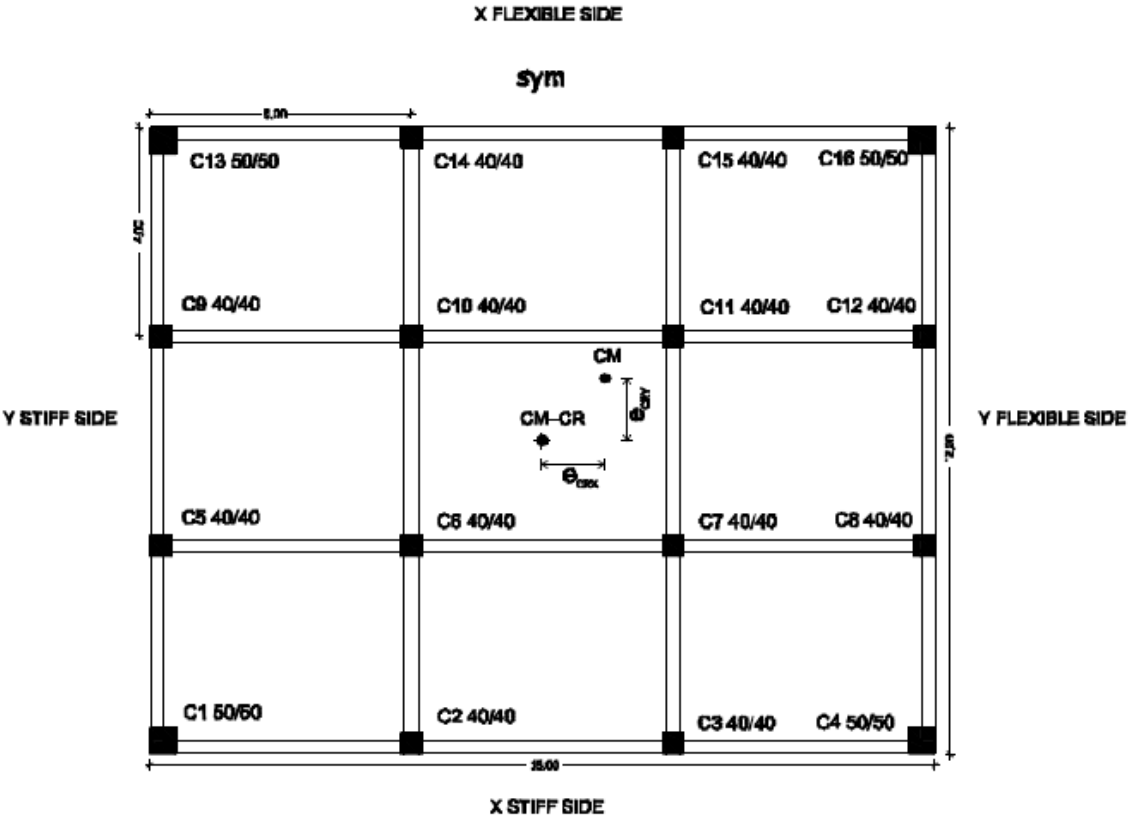 X FLEXIBLE SIDE
sym
C13 50/50
C14 40/40
C15 40/40
C16 50/50
C9 40/40
C10 40/40
C11 40/40
C12 40/40
CM
Y STIFF SIDE
CM-CR
Y FLEXIBLE SIDE
C5 40/40
C6 40/40
C7 40/40
C8 40/40
C1 50/50
C2 40/40
C3 40/40
C4 50/50
15.00
X STIFF SIDE